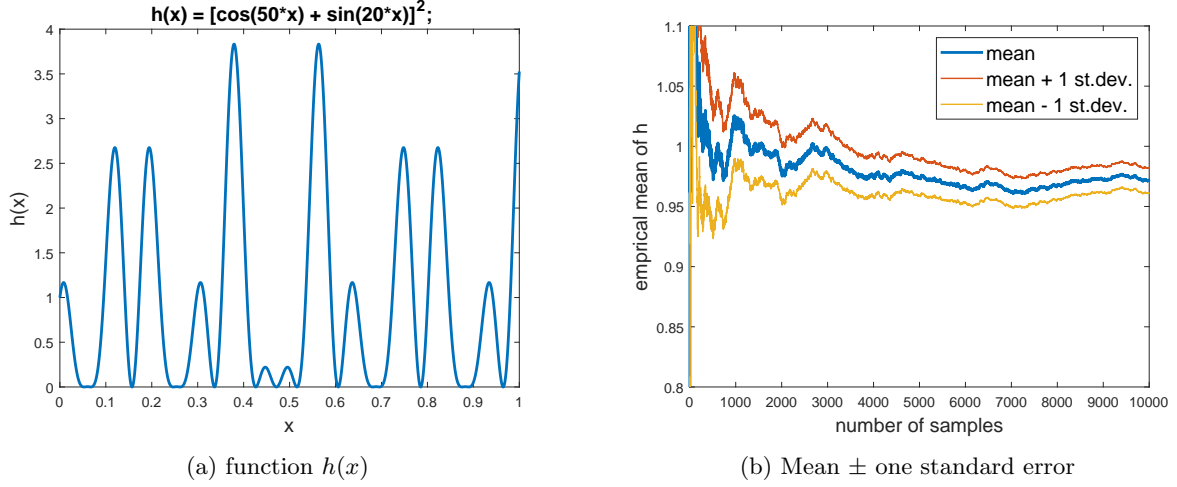 h(x) = [cos(50*x) + sin(20*x)]²;
4
3.5
3
2.5
2
1.5
1
0.5
0
h(x)
0 0.1 0.2 0.3 0.4 0.5 0.6 0.7 0.8 0.9 1
x
(a) function h(x)
1.1
1.05
1
0.95
0.9
0.85
0.8
emprical mean of h
mean
mean + 1 st.dev.
mean - 1 st.dev.
0 1000 2000 3000 4000 5000 6000 7000 8000 9000 10000
number of samples
(b) Mean ± one standard error